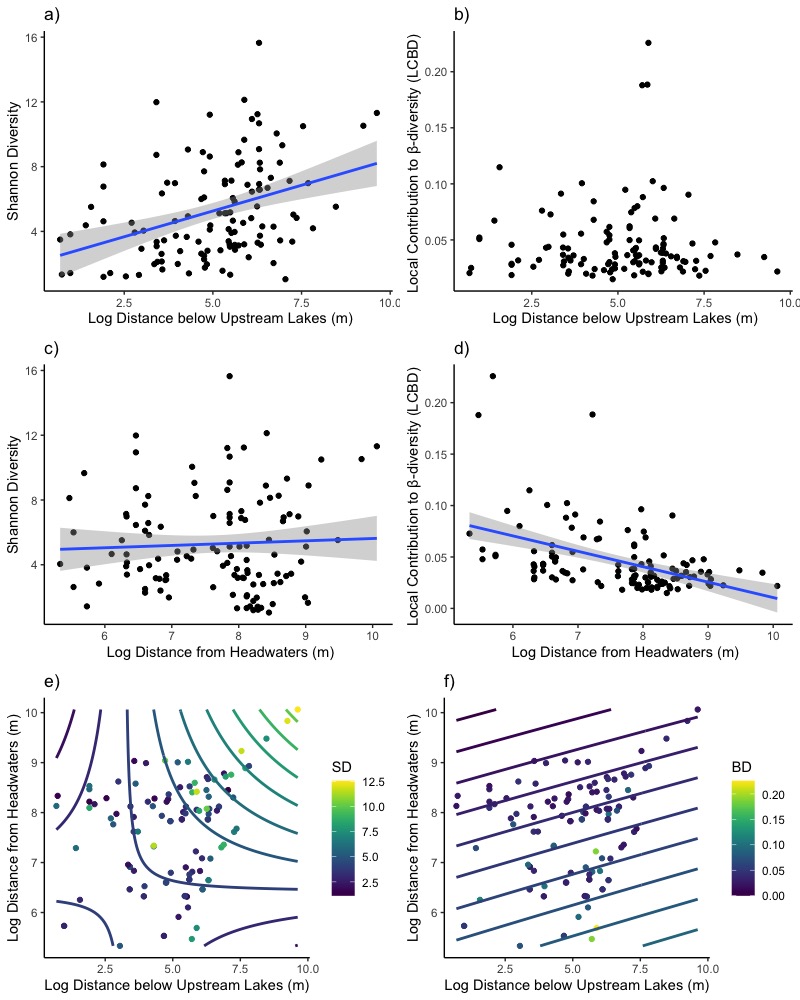 a)
16
12
8
4
Shannon Diversity
2.5 5.0 7.5 10.0
Log Distance below Upstream Lakes (m)
b)
0.20
0.15
0.10
0.05
Local Contribution to β-diversity (LCBD)
2.5 5.0 7.5 10.0
Log Distance below Upstream Lakes (m)
c)
16
12
8
4
Shannon Diversity
6 7 8 9 10
Log Distance from Headwaters (m)
d)
0.20
0.15
0.10
0.05
0.00
Local Contribution to β-diversity (LCBD)
6 7 8 9 10
Log Distance from Headwaters (m)
e)
10
9
8
7
6
Log Distance from Headwaters (m)
2.5 5.0 7.5 10.0
Log Distance below Upstream Lakes (m)
SD
12.5
10.0
7.5
5.0
2.5
f)
10
9
8
7
6
Log Distance from Headwaters (m)
2.5 5.0 7.5 10.0
Log Distance below Upstream Lakes (m)
BD
0.20
0.15
0.10
0.05
0.00